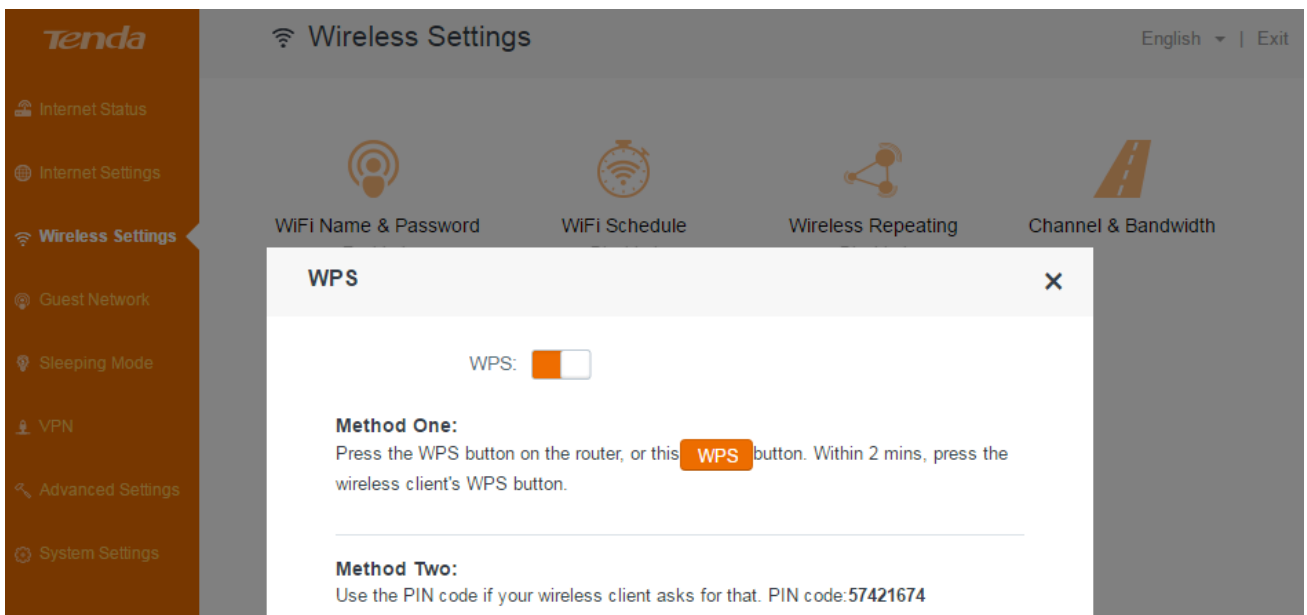 Tenda
Wireless Settings
English | Exit
Internet Status
Internet Settings
Wireless Settings
Guest Network
Sleeping Mode
VPN
Advanced Settings
System Settings
WiFi Name & Password
WiFi Schedule
Wireless Repeating
Channel & Bandwidth
WPS
×
WPS:
Method One:
Press the WPS button on the router, or this WPS button. Within 2 mins, press the
wireless client's WPS button.
Method Two:
Use the PIN code if your wireless client asks for that. PIN code:57421674